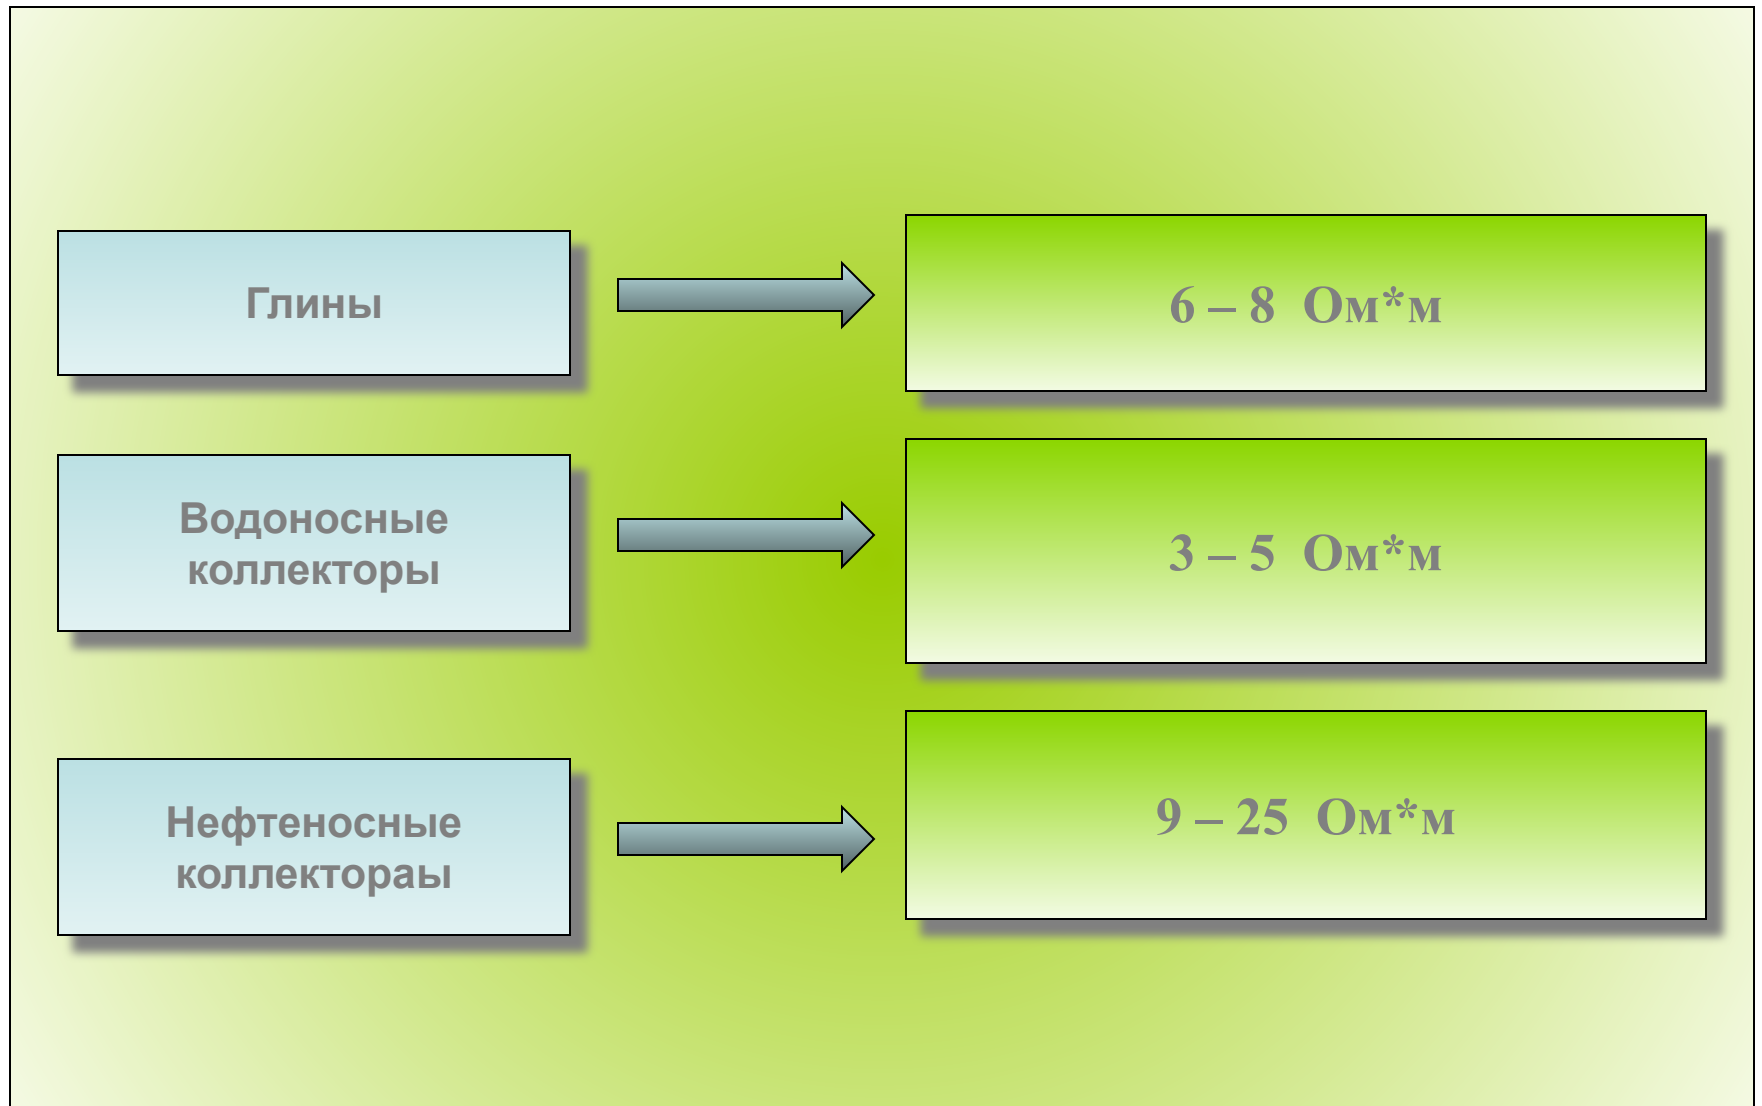 Глины
6 – 8 Ом*м
Водоносные
коллекторы
3 – 5 Ом*м
Нефтеносные
коллектораы
9 – 25 Ом*м